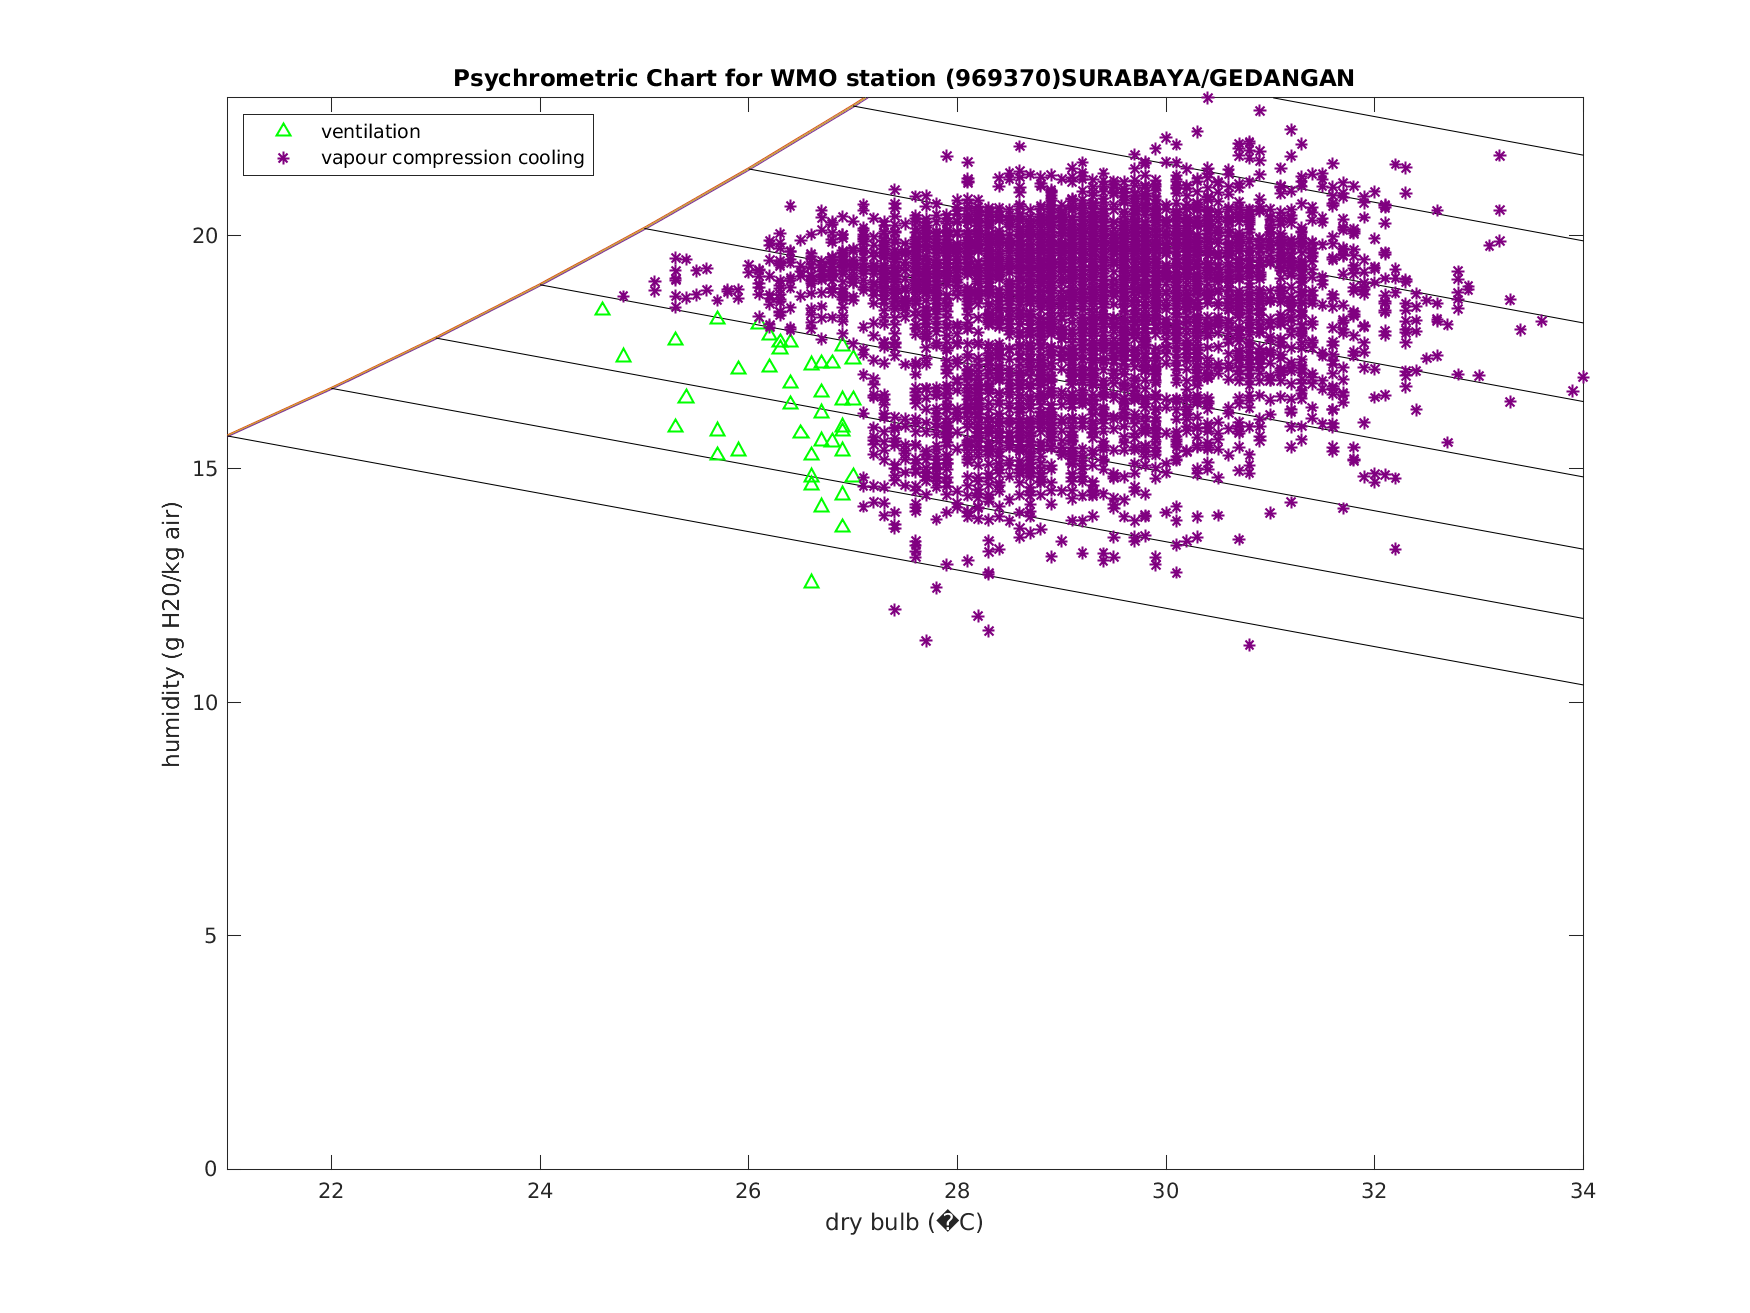 Psychrometric Chart for WMO station (969370)SURABAYA/GEDANGAN
ventilation
vapour compression cooling
20
15
10
5
0
humidity (g H20/kg air)
22
24
26
28
30
32
34
dry bulb (�C)